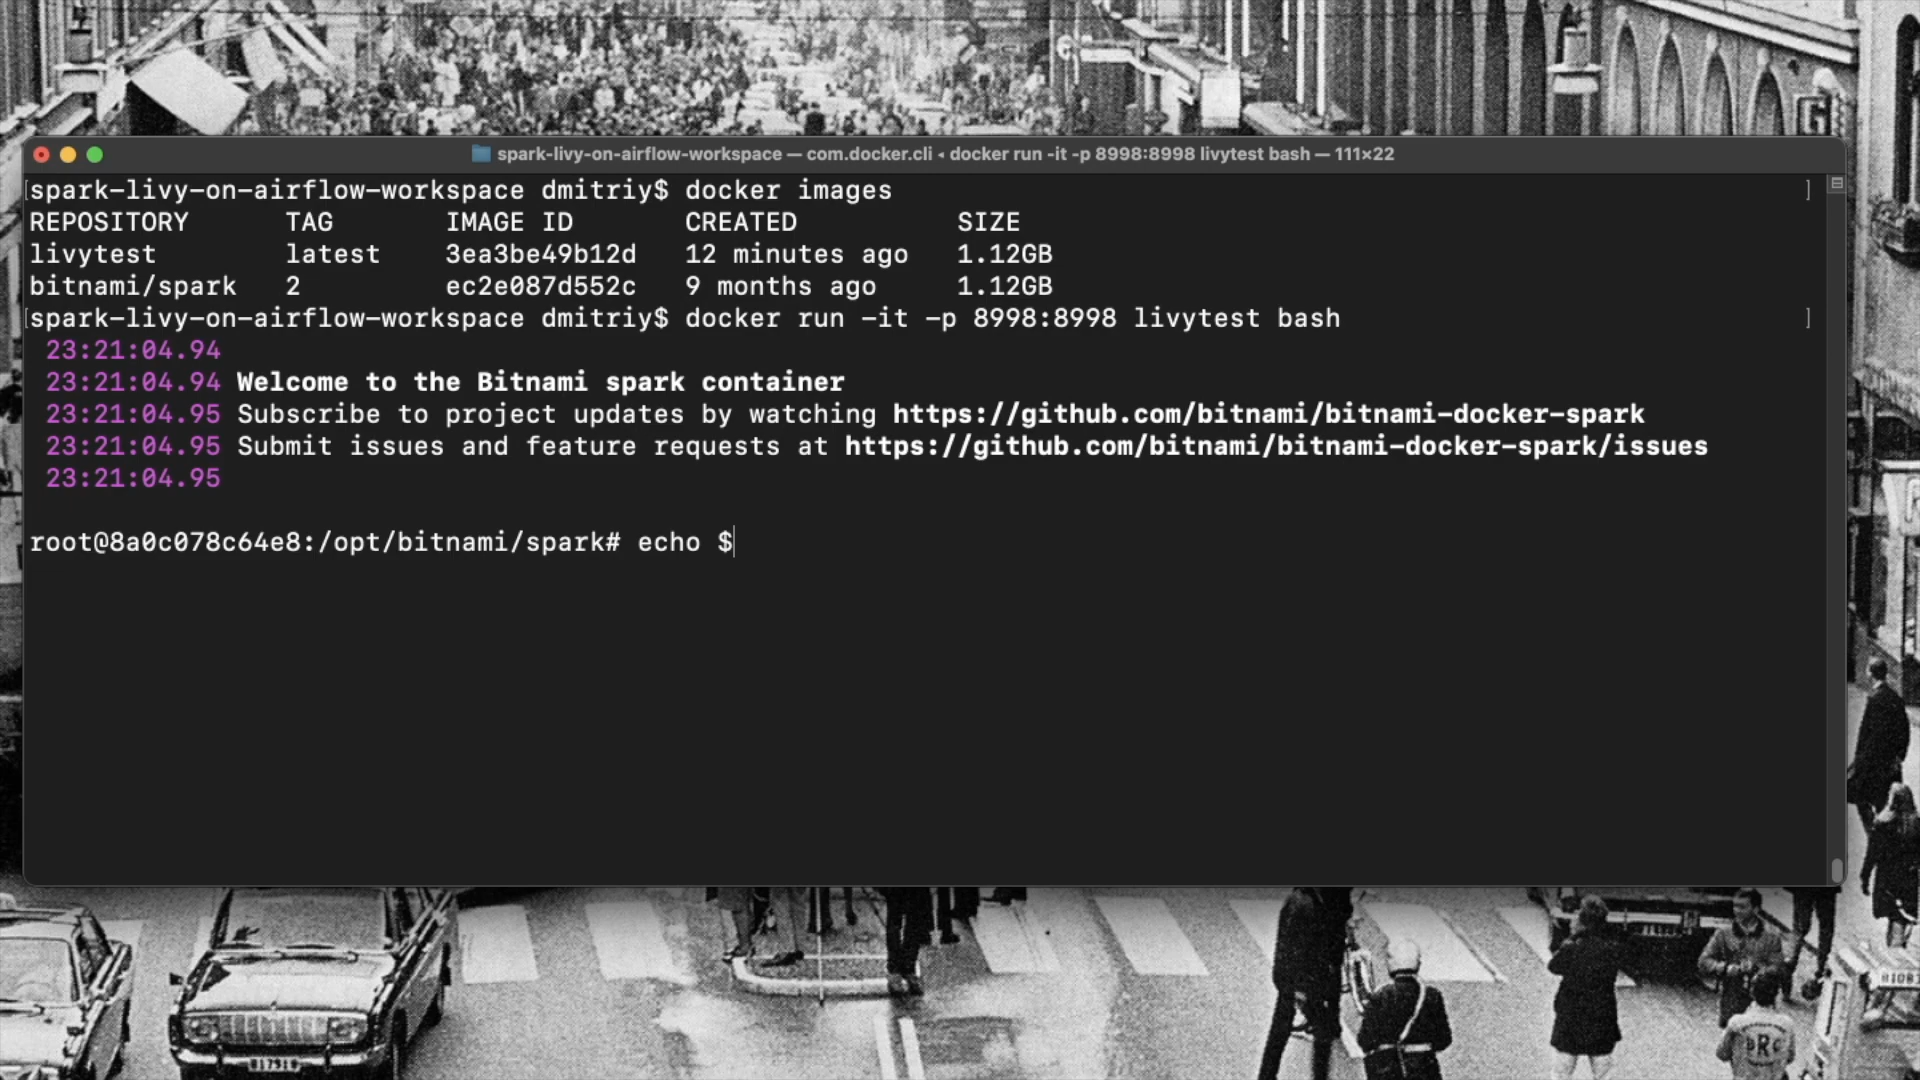 spark-livy-on-airflow-workspace — com.docker.cli ◂ docker run -it -p 8998:8998 livytest bash — 111×22
[spark-livy-on-airflow-workspace dmitriy$ docker images ]
REPOSITORY TAG IMAGE ID CREATED SIZE
livytest latest 3ea3be49b12d 12 minutes ago 1.12GB
bitnami/spark 2 ec2e087d552c 9 months ago 1.12GB
[spark-livy-on-airflow-workspace dmitriy$ docker run -it -p 8998:8998 livytest bash ]
23:21:04.94
23:21:04.94 Welcome to the Bitnami spark container
23:21:04.95 Subscribe to project updates by watching https://github.com/bitnami/bitnami-docker-spark
23:21:04.95 Submit issues and feature requests at https://github.com/bitnami/bitnami-docker-spark/issues
23:21:04.95
root@8a0c078c64e8:/opt/bitnami/spark# echo $